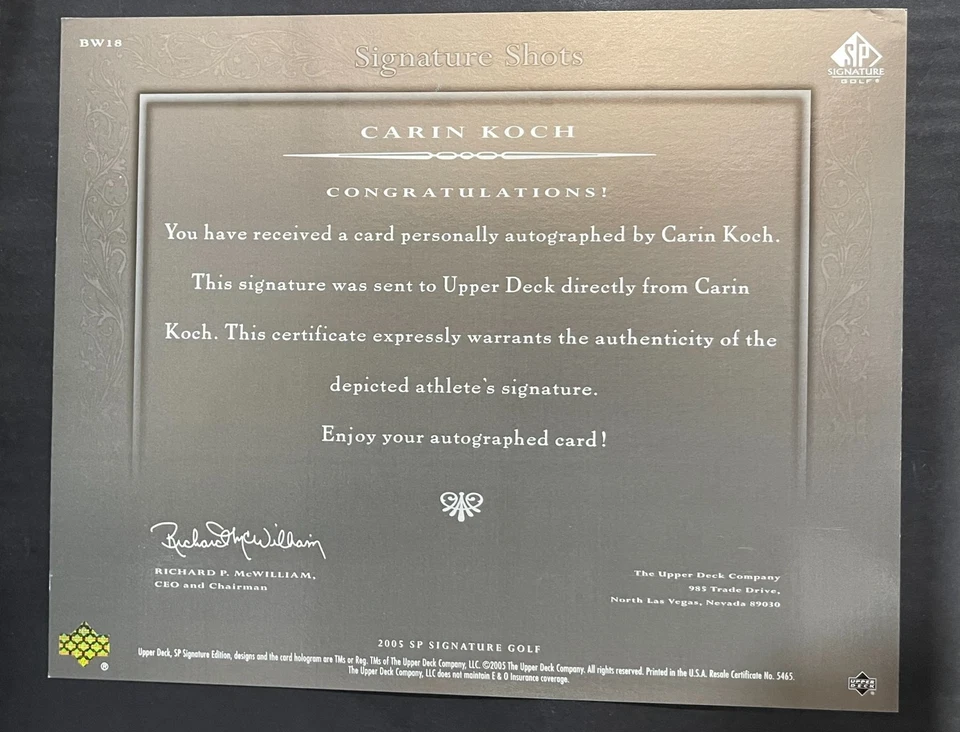 BW18
Signature Shots
SP
SIGNATURE
GOLF
CARIN KOCH
CONGRATULATIONS!
You have received a card personally autographed by Carin Koch.
This signature was sent to Upper Deck directly from Carin
Koch. This certificate expressly warrants the authenticity of the
depicted athlete's signature.
Enjoy your autographed card!
Richard P. McWilliam
RICHARD P. McWILLIAM,
CEO and Chairman
The Upper Deck Company
985 Trade Drive,
North Las Vegas, Nevada 89030
2005 SP SIGNATURE GOLF
Upper Deck, SP Signature Edition, designs and the card hologram are TMs or Reg. TMs of The Upper Deck Company, LLC. ©2005 The Upper Deck Company. All rights reserved. Printed in the U.S.A. Resale Certificate No. 5465.
The Upper Deck Company, LLC does not maintain E & O Insurance coverage.
®
UPPER
DECK